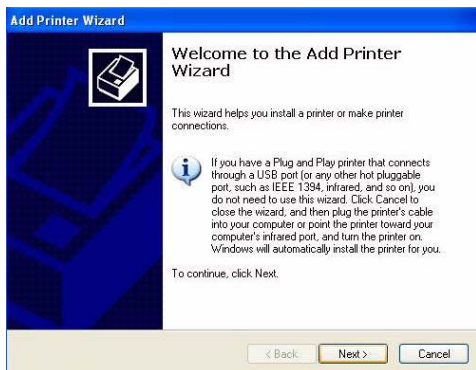 Add Printer Wizard
Welcome to the Add Printer
Wizard
This wizard helps you install a printer or make printer
connections.
If you have a Plug and Play printer that connects
through a USB port (or any other hot pluggable
port, such as IEEE 1394, infrared, and so on), you
do not need to use this wizard. Click Cancel to
close the wizard, and then plug the printer's cable
into your computer or point the printer toward your
computer's infrared port, and turn the printer on.
Windows will automatically install the printer for you.
To continue, click Next.
< Back Next > Cancel